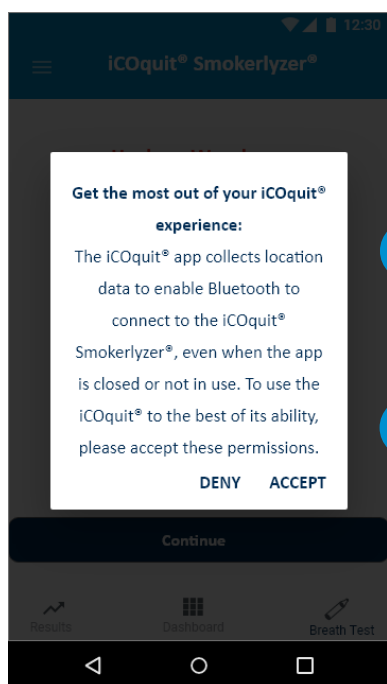 12:30
iCOquit® Smokerlyzer®
Get the most out of your iCOquit®
experience:
The iCOquit® app collects location
data to enable Bluetooth to
connect to the iCOquit®
Smokerlyzer®, even when the app
is closed or not in use. To use the
iCOquit® to the best of its ability,
please accept these permissions.
DENY ACCEPT
Continue
Results Dashboard Breath Test